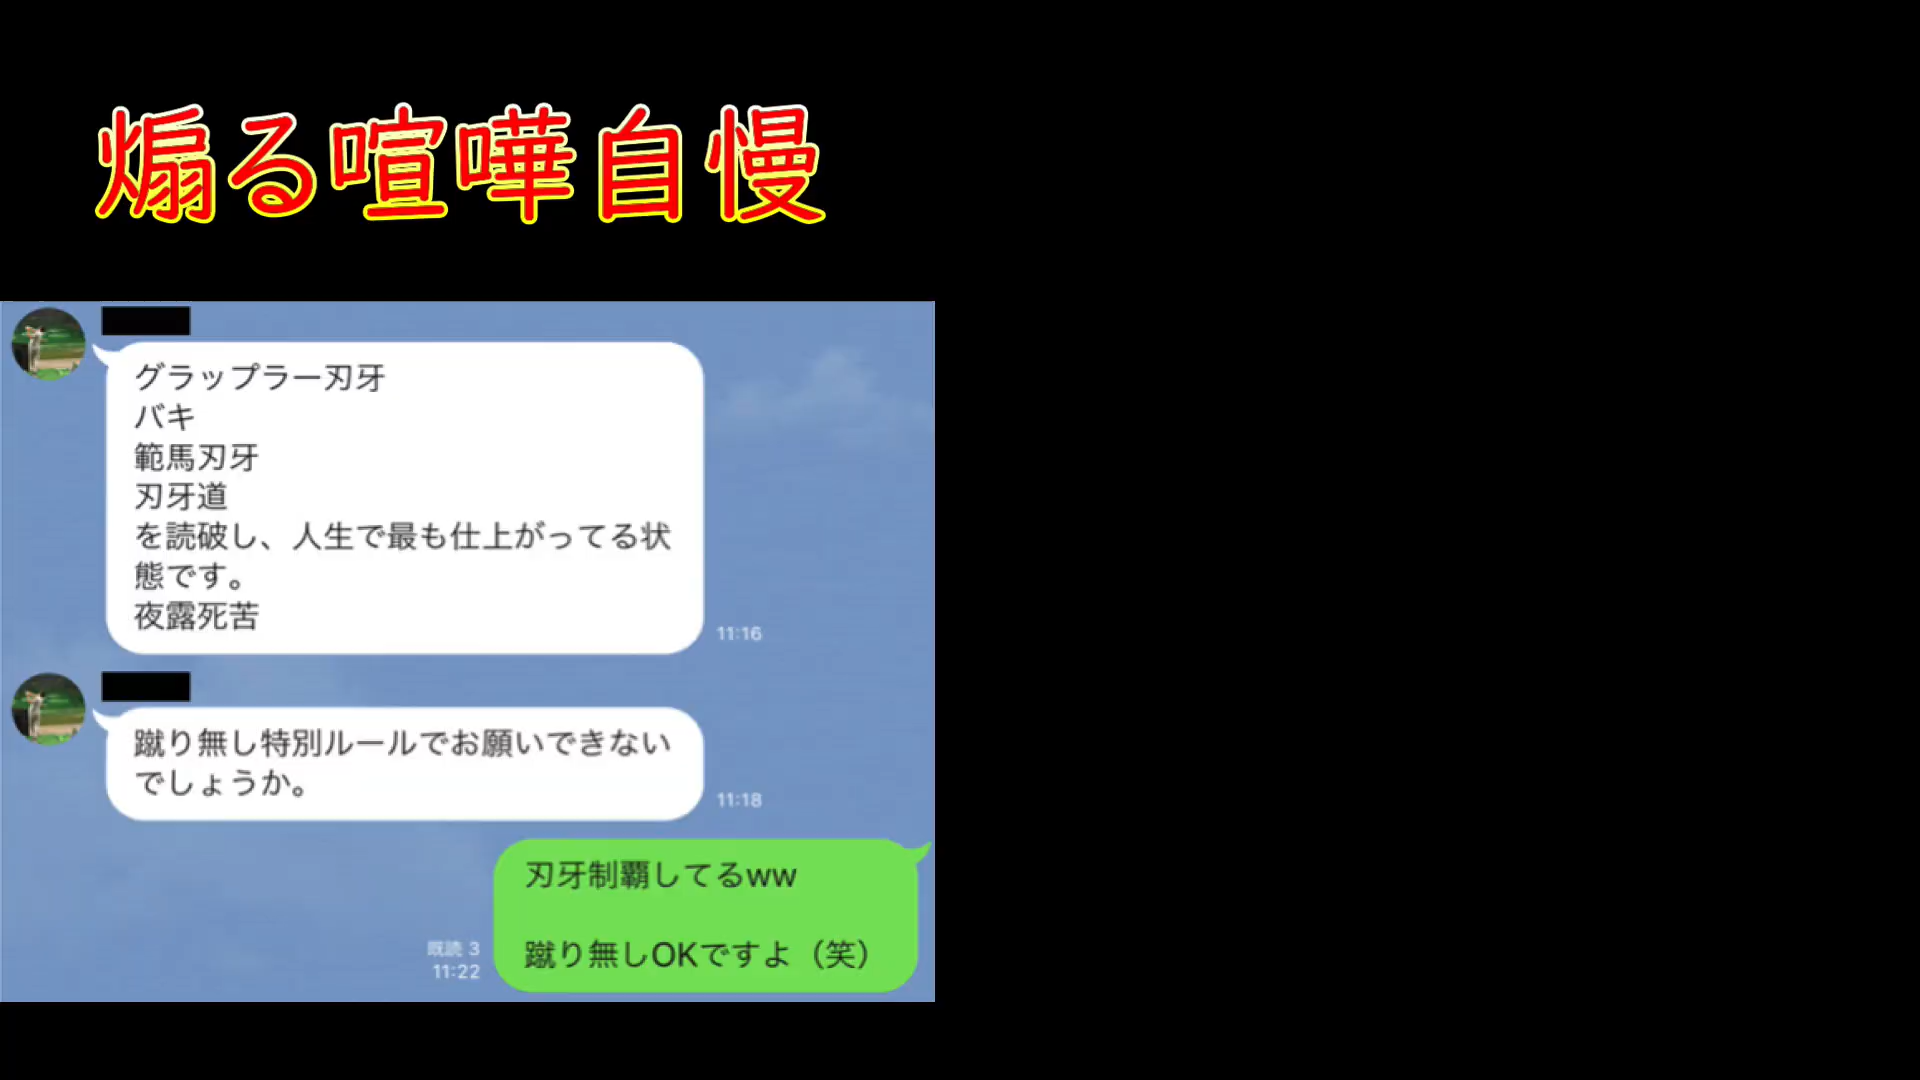 煽る喧嘩自慢
グラップラー刃牙
バキ
範馬刃牙
刃牙道
を読破し、人生で最も仕上がってる状
態です。
夜露死苦
11:16
蹴り無し特別ルールでお願いできない
でしょうか。
11:18
刃牙制覇してるww
蹴り無しOKですよ（笑）
既読 3
11:22